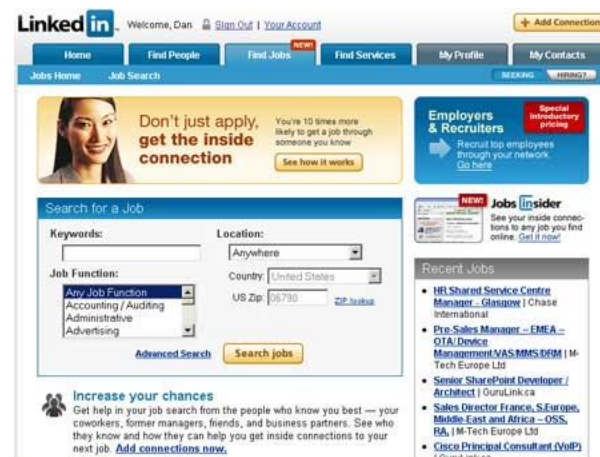 Linked in
Welcome, Dan Sign Out | Your Account
+ Add Connection
Home
Find People
Find Jobs
NEW!
Find Services
My Profile
My Contacts
Jobs Home Job Search
SEEKING HIRING?
Don't just apply,
get the inside
connection
You're 10 times more
likely to get a job through
someone you know
See how it works
Employers
& Recruiters
Special
introductory
pricing
Recruit top employees
through your network.
Go here
NEW!
Jobs insider
See your inside connec-
tions to any job you find
online. Get it now!
Search for a Job
Keywords:
Location:
Anywhere
Job Function:
Any Job Function
Accounting / Auditing
Administrative
Advertising
Country: United States
US Zip: 06790 ZIP lookup
Advanced Search
Search jobs
Recent Jobs
HR Shared Service Centre
Manager - Glasgow | Chase
International
Pre-Sales Manager – EMEA –
OTA/Device
Management/VAS/MMS/DRM | M-
Tech Europe Ltd
Senior SharePoint Developer /
Architect | GuruLink.ca
Sales Director France, S.Europe,
Middle-East and Africa – OSS,
RA, | M-Tech Europe Ltd
Cisco Principal Consultant (VoIP)
Increase your chances
Get help in your job search from the people who know you best — your
coworkers, former managers, friends, and business partners. See who
they know and how they can help you get inside connections to your
next job. Add connections now.